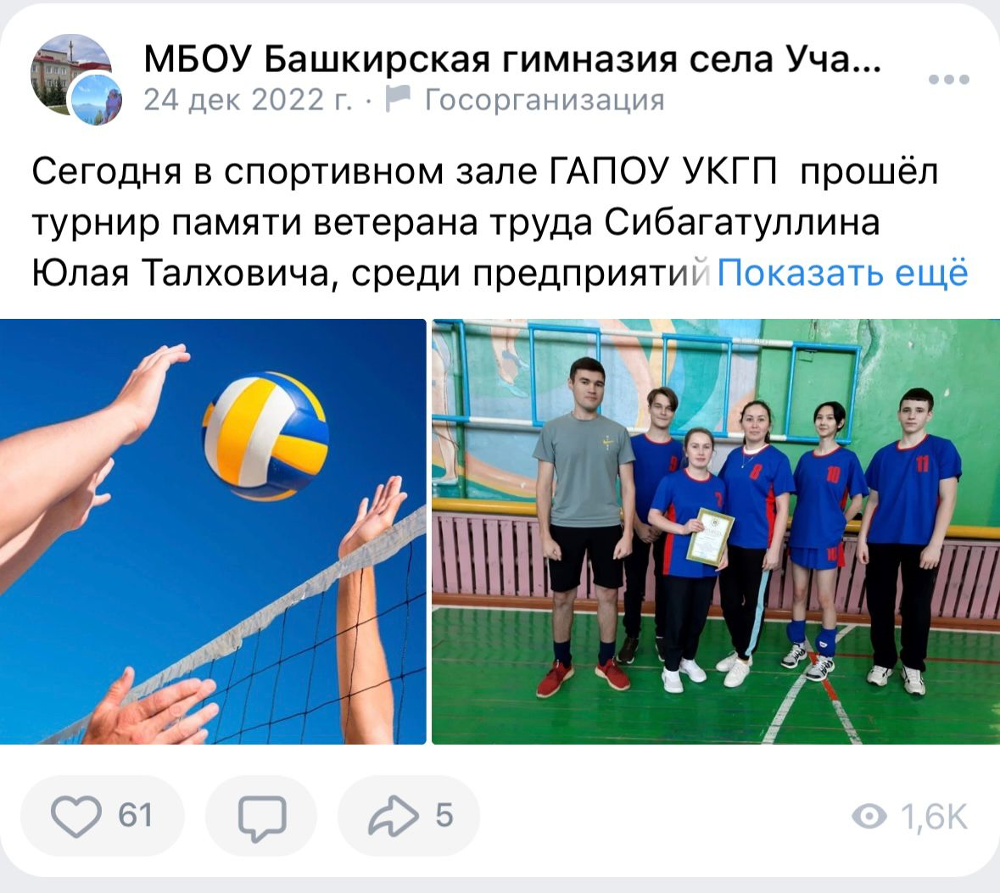 МБОУ Башкирская гимназия села Уча...
24 дек 2022 г. · Госорганизация
Сегодня в спортивном зале ГАПОУ УКГП прошёл
турнир памяти ветерана труда Сибагатуллина
Юлая Талховича, среди предприятий Показать ещё
9
7
8
10
11
10
61
5
1,6K